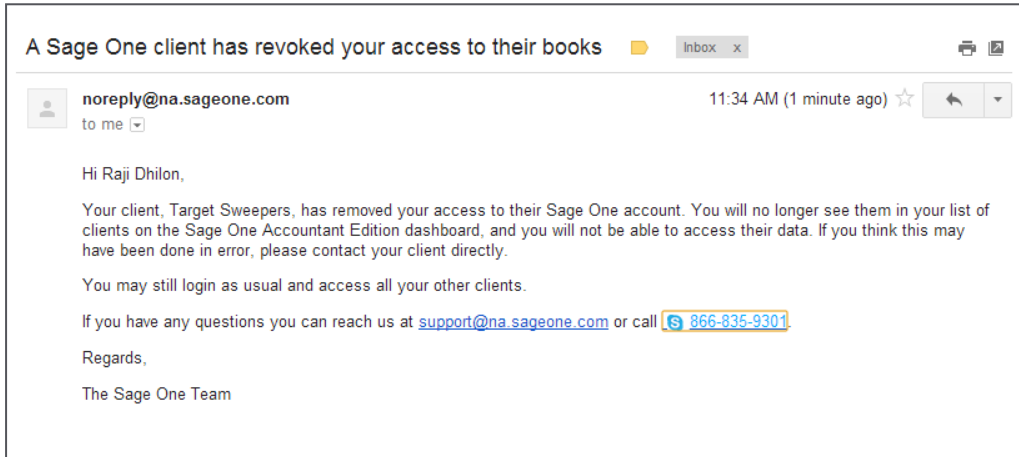 A Sage One client has revoked your access to their books
Inbox x
noreply@na.sageone.com
11:34 AM (1 minute ago)
to me
Hi Raji Dhilon,
Your client, Target Sweepers, has removed your access to their Sage One account. You will no longer see them in your list of
clients on the Sage One Accountant Edition dashboard, and you will not be able to access their data. If you think this may
have been done in error, please contact your client directly.
You may still login as usual and access all your other clients.
If you have any questions you can reach us at support@na.sageone.com or call 866-835-9301.
Regards,
The Sage One Team